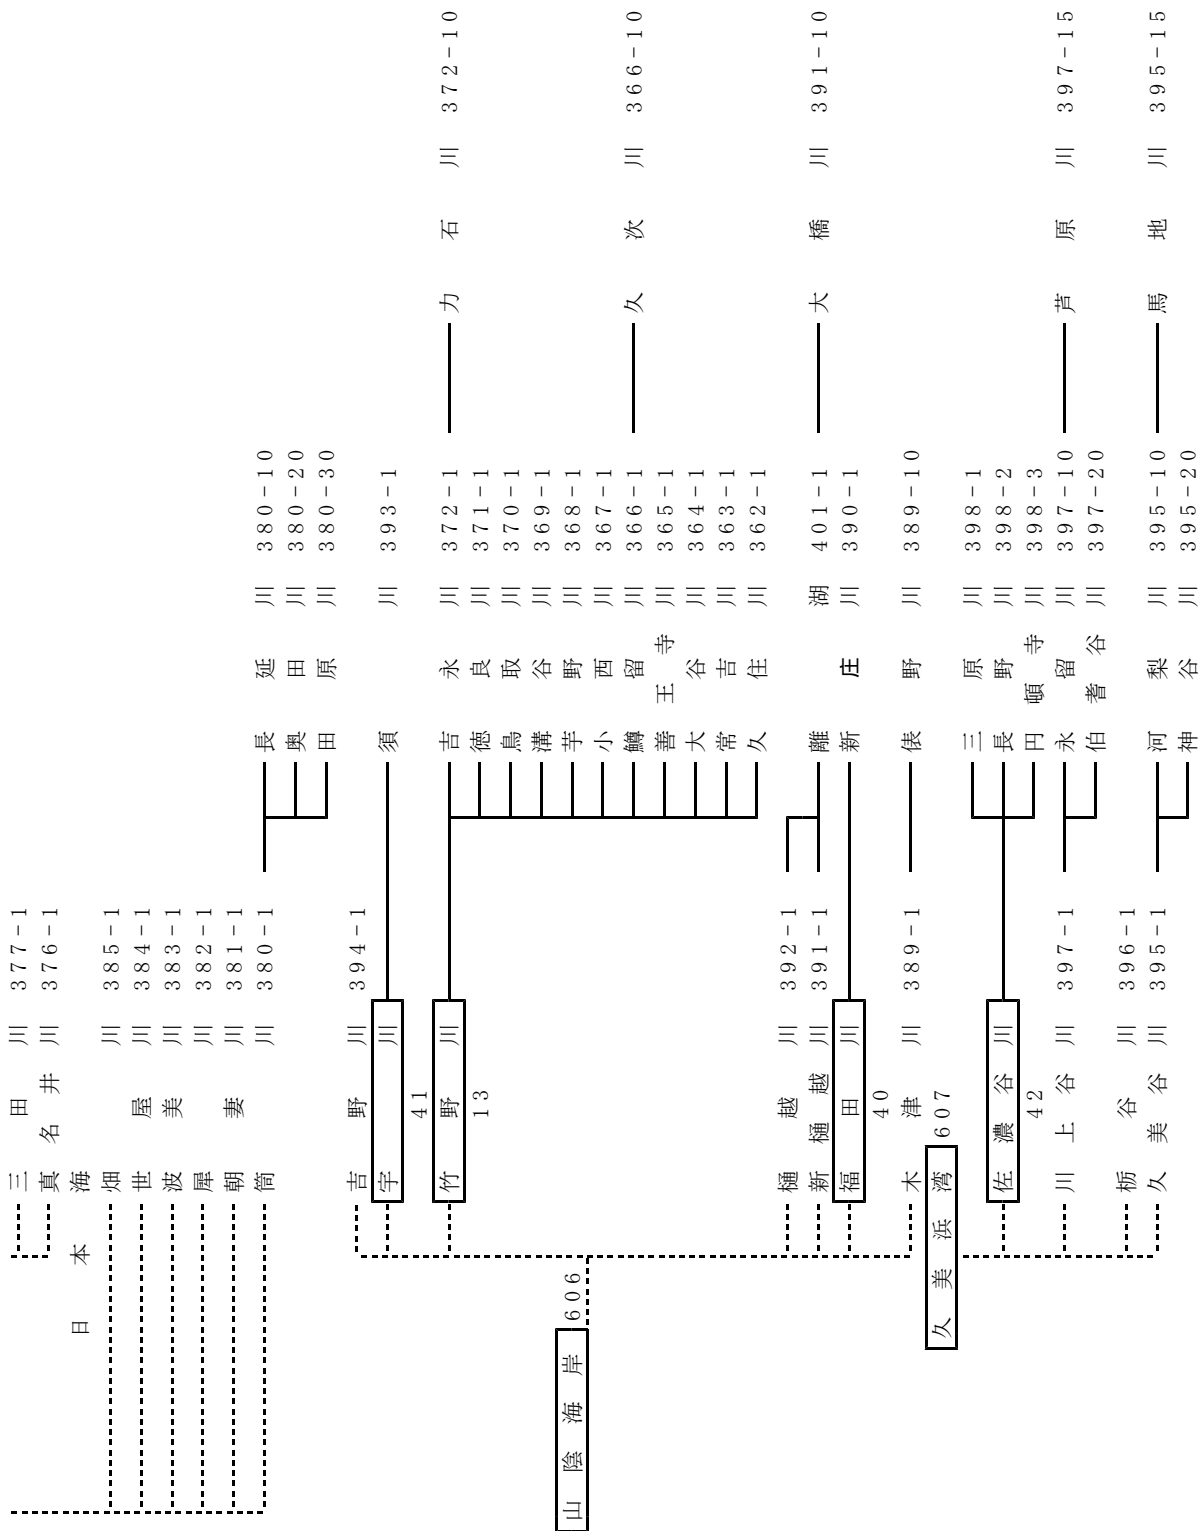 三田川 377-1
真名井川 376-1
日本海
畑川 385-1
世屋川 384-1
波美川 383-1
犀川 382-1
朝妻川 381-1
筒川 380-1 長延川 380-10
奥田川 380-20
田原川 380-30
吉野川 394-1
宇川 須川 393-1
41
竹野川 吉永川 372-1 力石川 372-10
13 徳良川 371-1
鳥取川 370-1
溝谷川 369-1
山陰海岸 606 芋野川 368-1
小西川 367-1
鱒留川 366-1 久次川 366-10
善王寺川 365-1
大谷川 364-1
常吉川 363-1
久住川 362-1
樋越川 392-1
新樋越川 391-1 離湖 401-1 大橋川 391-10
福田川 新庄川 390-1
40
木津川 389-1 俵野川 389-10
久美浜湾 607
三原川 398-1
佐濃谷川 長野川 398-2
42 円頓寺川 398-3
川上谷川 397-1 永留川 397-10 芦原川 397-15
伯耆谷川 397-20
栃谷川 396-1
久美谷川 395-1 河梨川 395-10 馬地川 395-15
神谷川 395-20